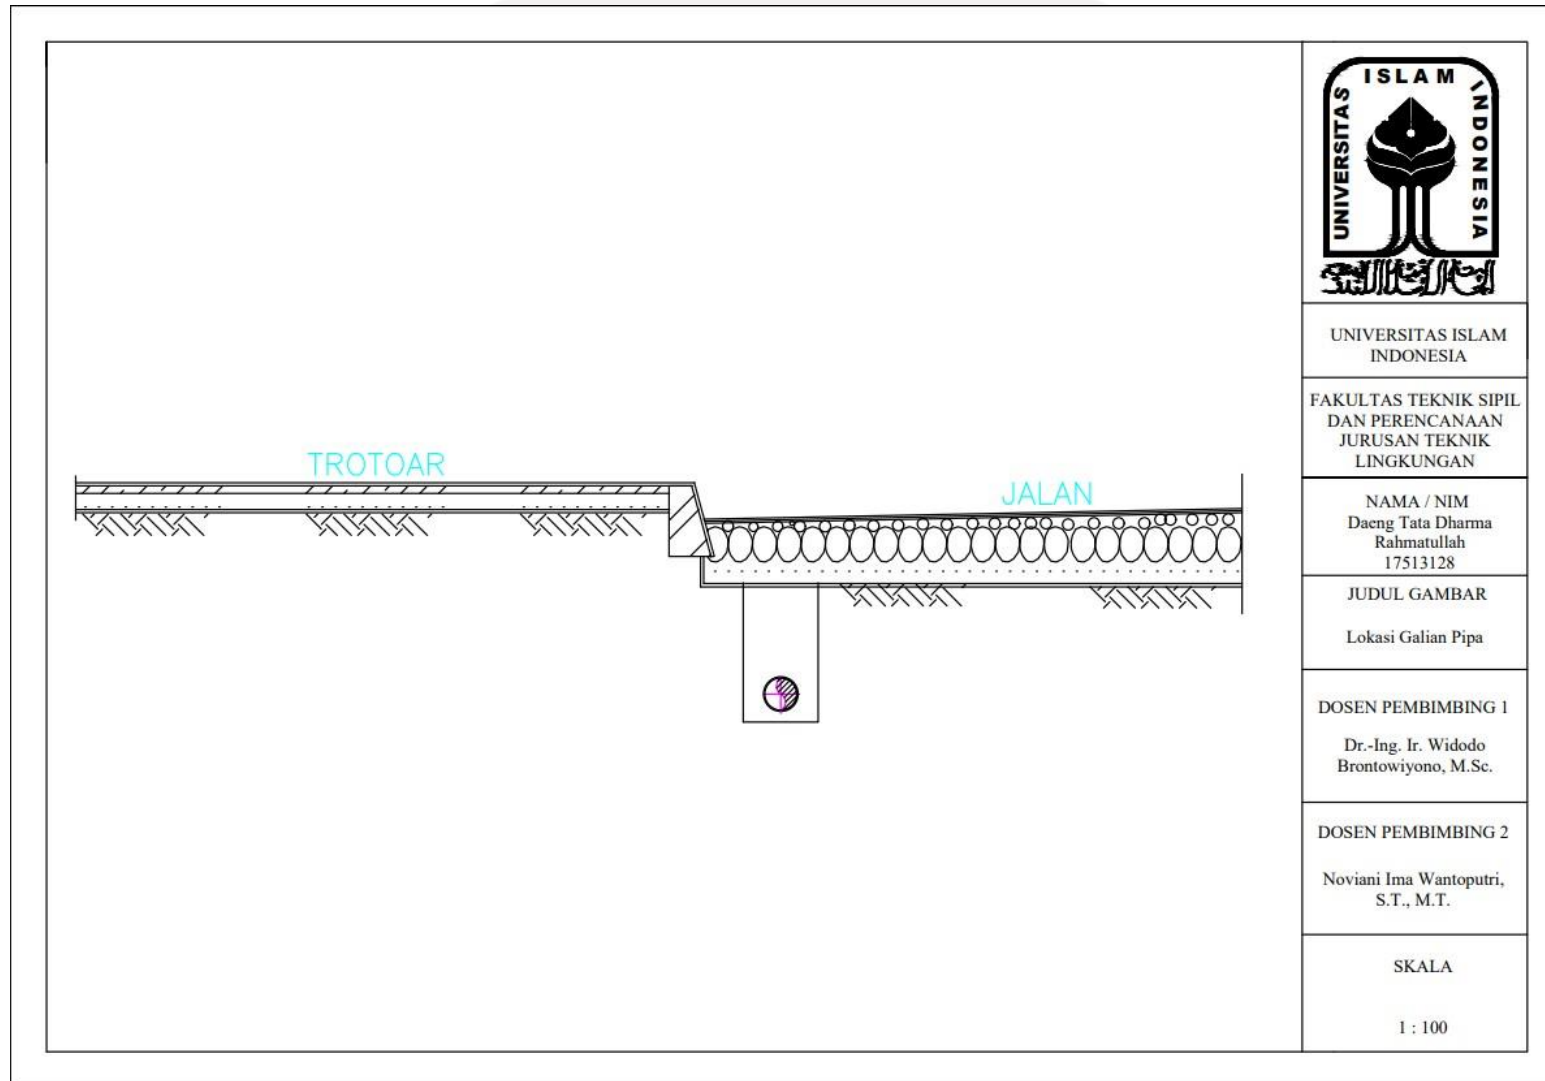 TROTOAR
JALAN
UNIVERSITAS ISLAM INDONESIA
UNIVERSITAS ISLAM
INDONESIA
FAKULTAS TEKNIK SIPIL
DAN PERENCANAAN
JURUSAN TEKNIK
LINGKUNGAN
NAMA / NIM
Daeng Tata Dharma
Rahmatullah
17513128
JUDUL GAMBAR
Lokasi Galian Pipa
DOSEN PEMBIMBING 1
Dr.-Ing. Ir. Widodo
Brontowiyono, M.Sc.
DOSEN PEMBIMBING 2
Noviani Ima Wantoputri,
S.T., M.T.
SKALA
1 : 100